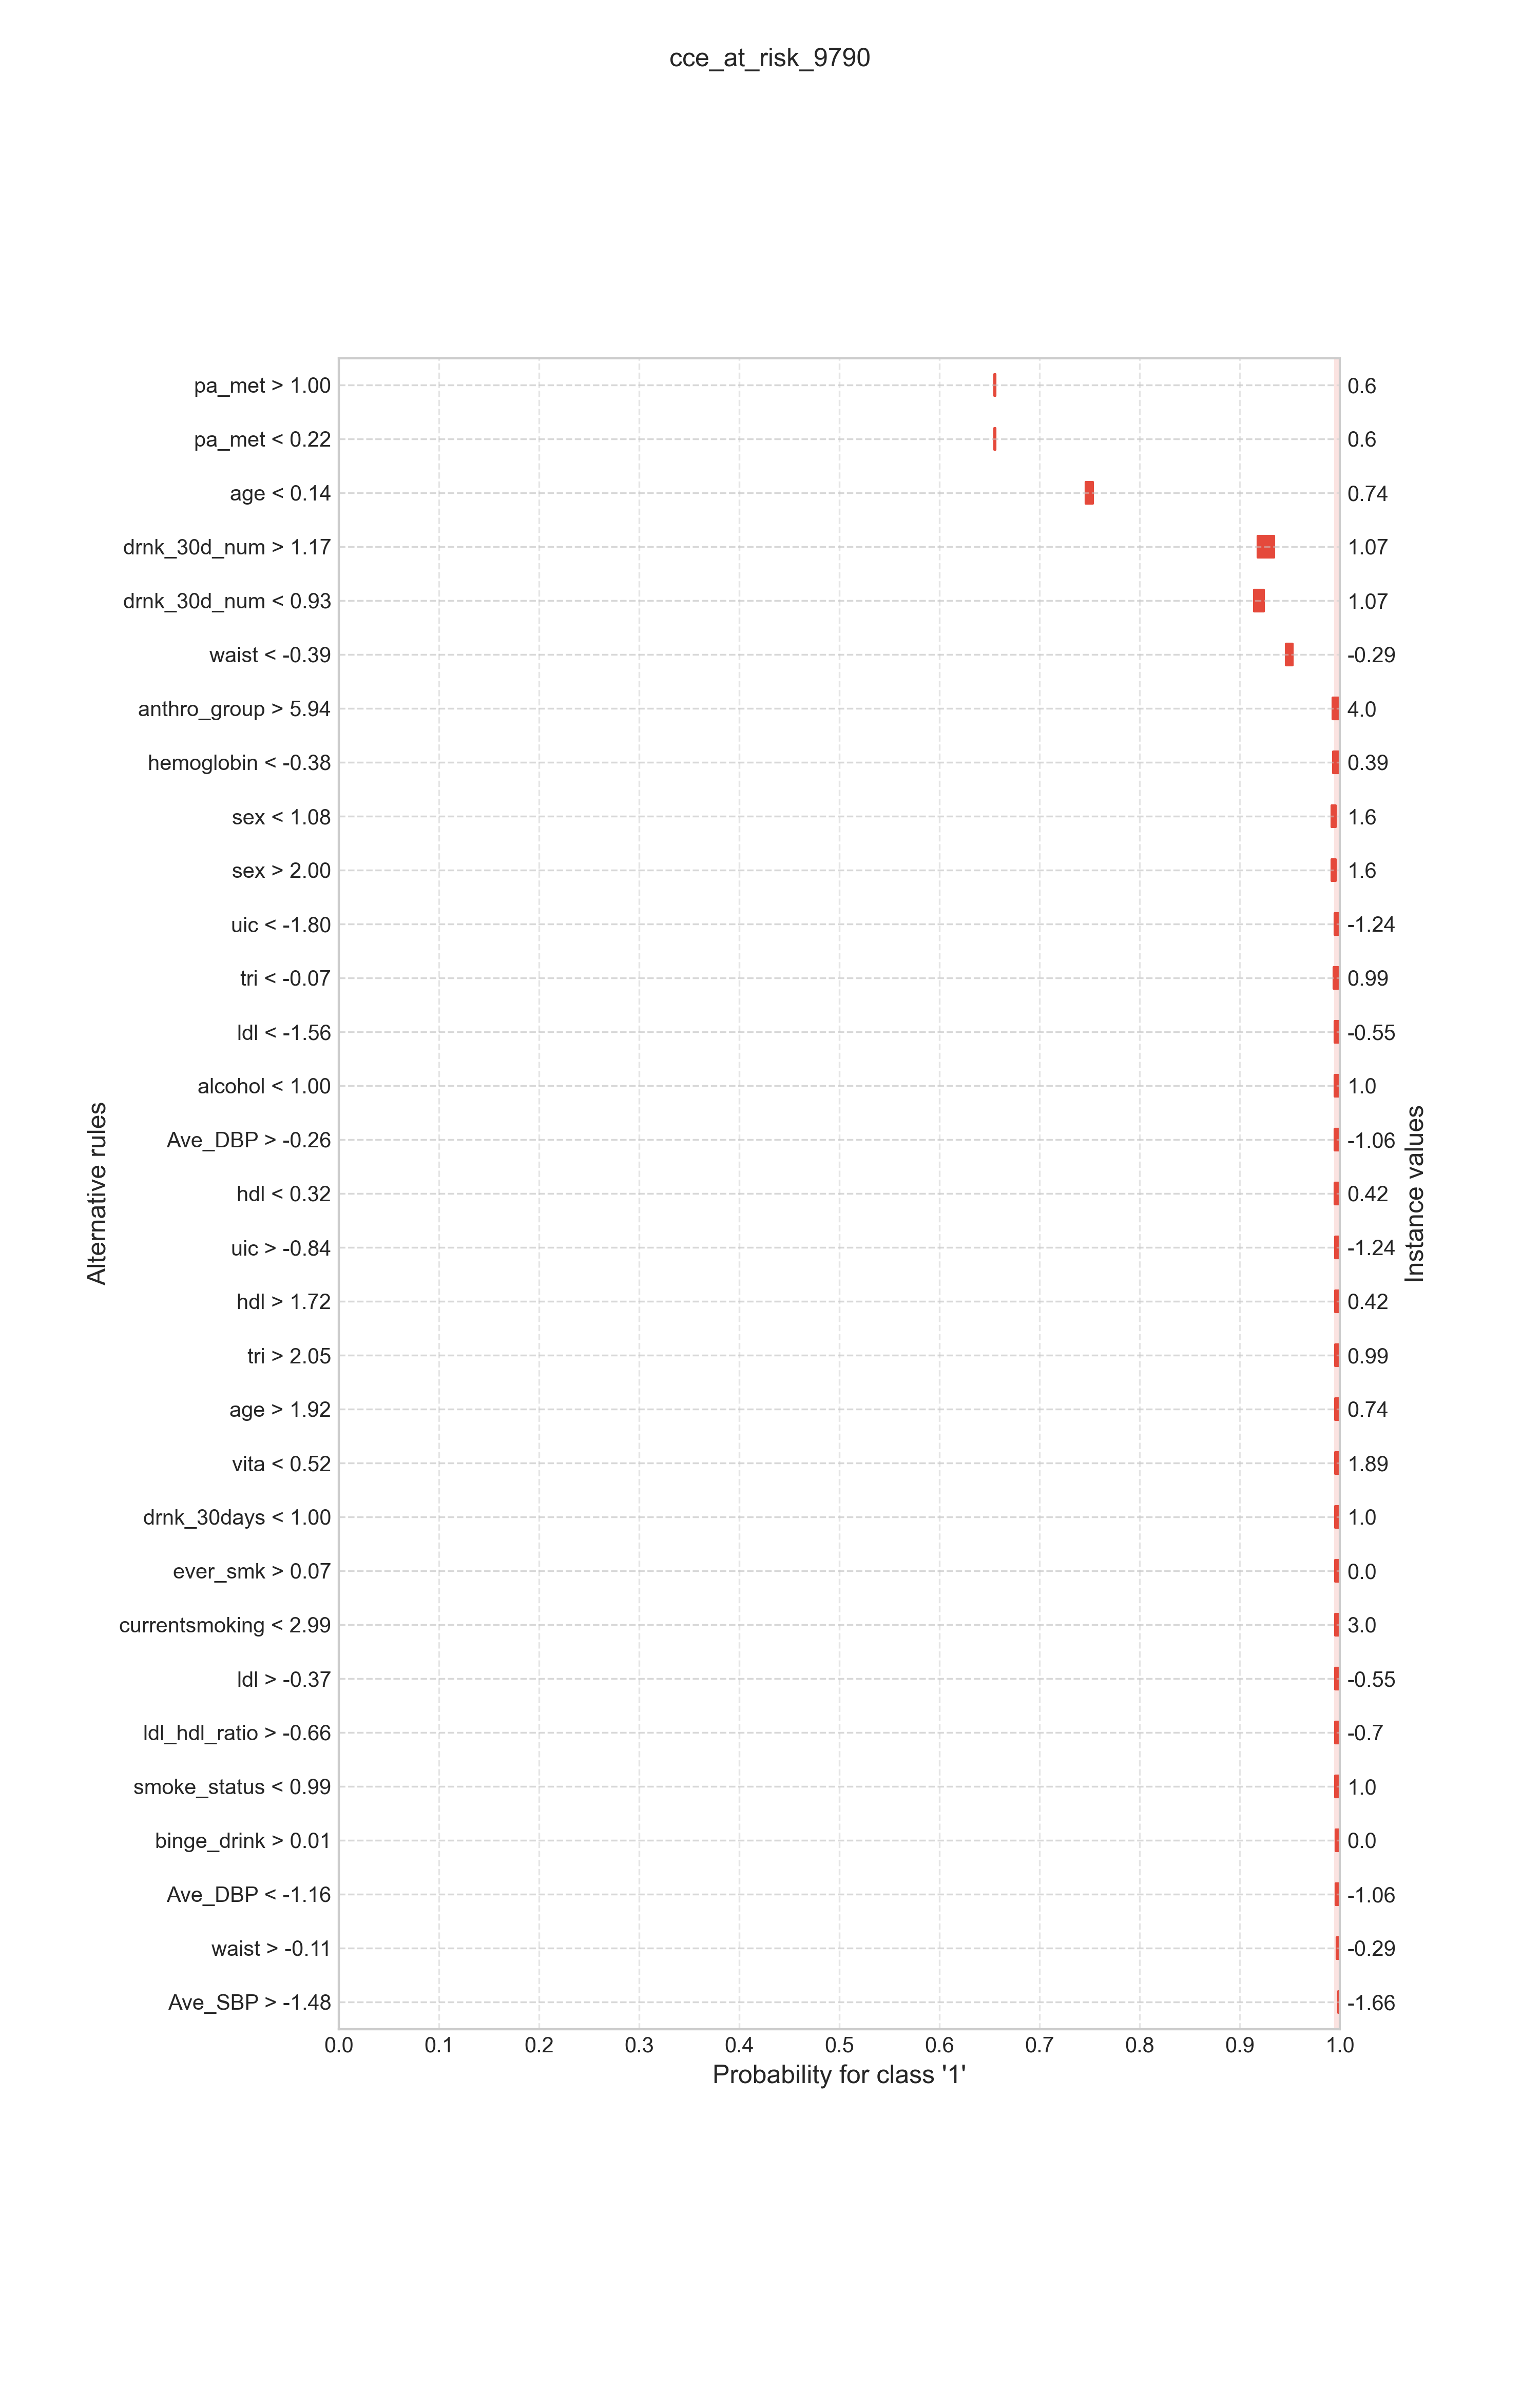 cce_at_risk_9790
pa_met > 1.00 0.6
pa_met < 0.22 0.6
age < 0.14 0.74
drnk_30d_num > 1.17 1.07
drnk_30d_num < 0.93 1.07
waist < -0.39 -0.29
anthro_group > 5.94 4.0
hemoglobin < -0.38 0.39
sex < 1.08 1.6
sex > 2.00 1.6
uic < -1.80 -1.24
tri < -0.07 0.99
ldl < -1.56 -0.55
alcohol < 1.00 1.0
Ave_DBP > -0.26 -1.06
hdl < 0.32 0.42
uic > -0.84 -1.24
hdl > 1.72 0.42
tri > 2.05 0.99
age > 1.92 0.74
vita < 0.52 1.89
drnk_30days < 1.00 1.0
ever_smk > 0.07 0.0
currentsmoking < 2.99 3.0
ldl > -0.37 -0.55
ldl_hdl_ratio > -0.66 -0.7
smoke_status < 0.99 1.0
binge_drink > 0.01 0.0
Ave_DBP < -1.16 -1.06
waist > -0.11 -0.29
Ave_SBP > -1.48 -1.66
Alternative rules
Instance values
0.0 0.1 0.2 0.3 0.4 0.5 0.6 0.7 0.8 0.9 1.0
Probability for class '1'